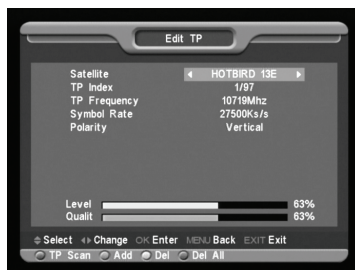 Edit TP
Satellite HOTBIRD 13E
TP Index 1/97
TP Frequency 10719Mhz
Symbol Rate 27500Ks/s
Polarity Vertical
Level 63%
Qualit 63%
Select Change OK Enter MENU Back EXIT Exit
TP Scan Add Del Del All